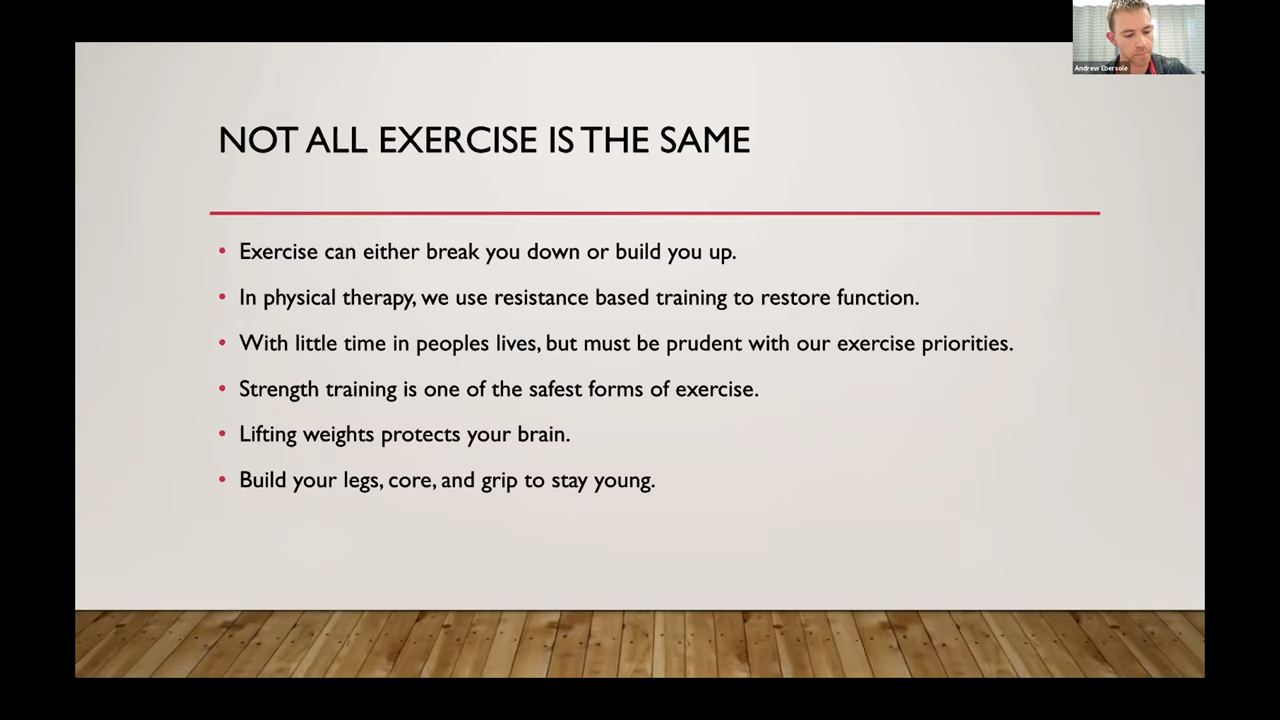 Andrew Ebersole
NOT ALL EXERCISE IS THE SAME
• Exercise can either break you down or build you up.
• In physical therapy, we use resistance based training to restore function.
• With little time in peoples lives, but must be prudent with our exercise priorities.
• Strength training is one of the safest forms of exercise.
• Lifting weights protects your brain.
• Build your legs, core, and grip to stay young.